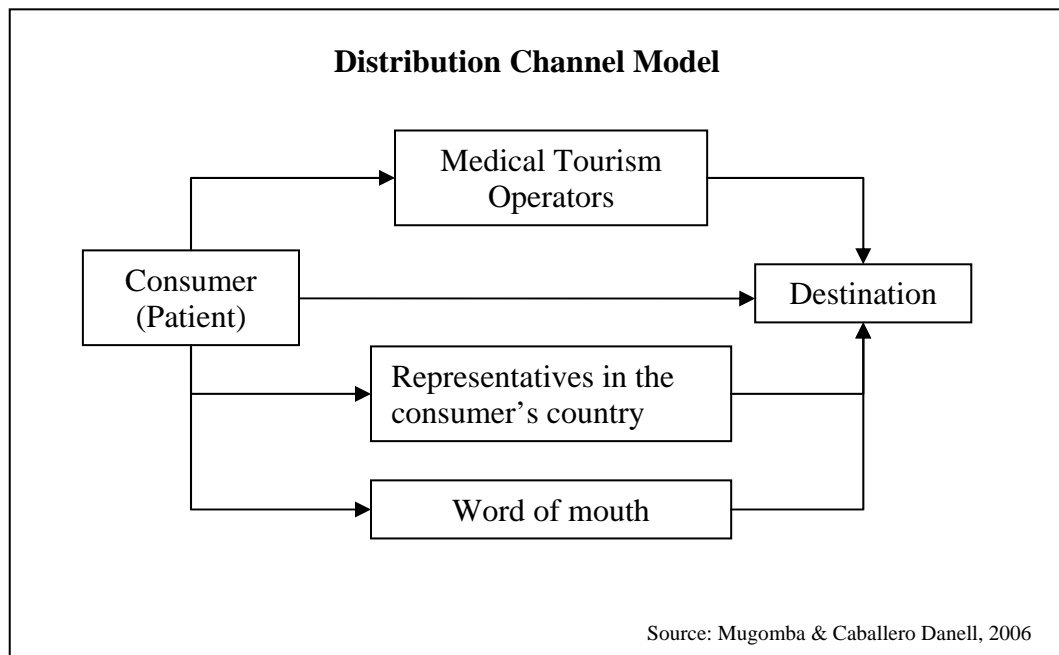 Distribution Channel Model
Medical Tourism
Operators
Consumer
(Patient)
Destination
Representatives in the
consumer’s country
Word of mouth
Source: Mugomba & Caballero Danell, 2006